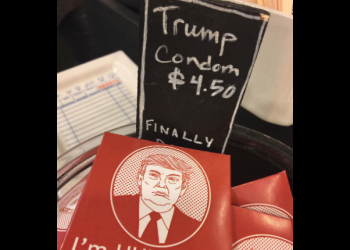 Trump
Condom
$4.50
FINALLY
I'm